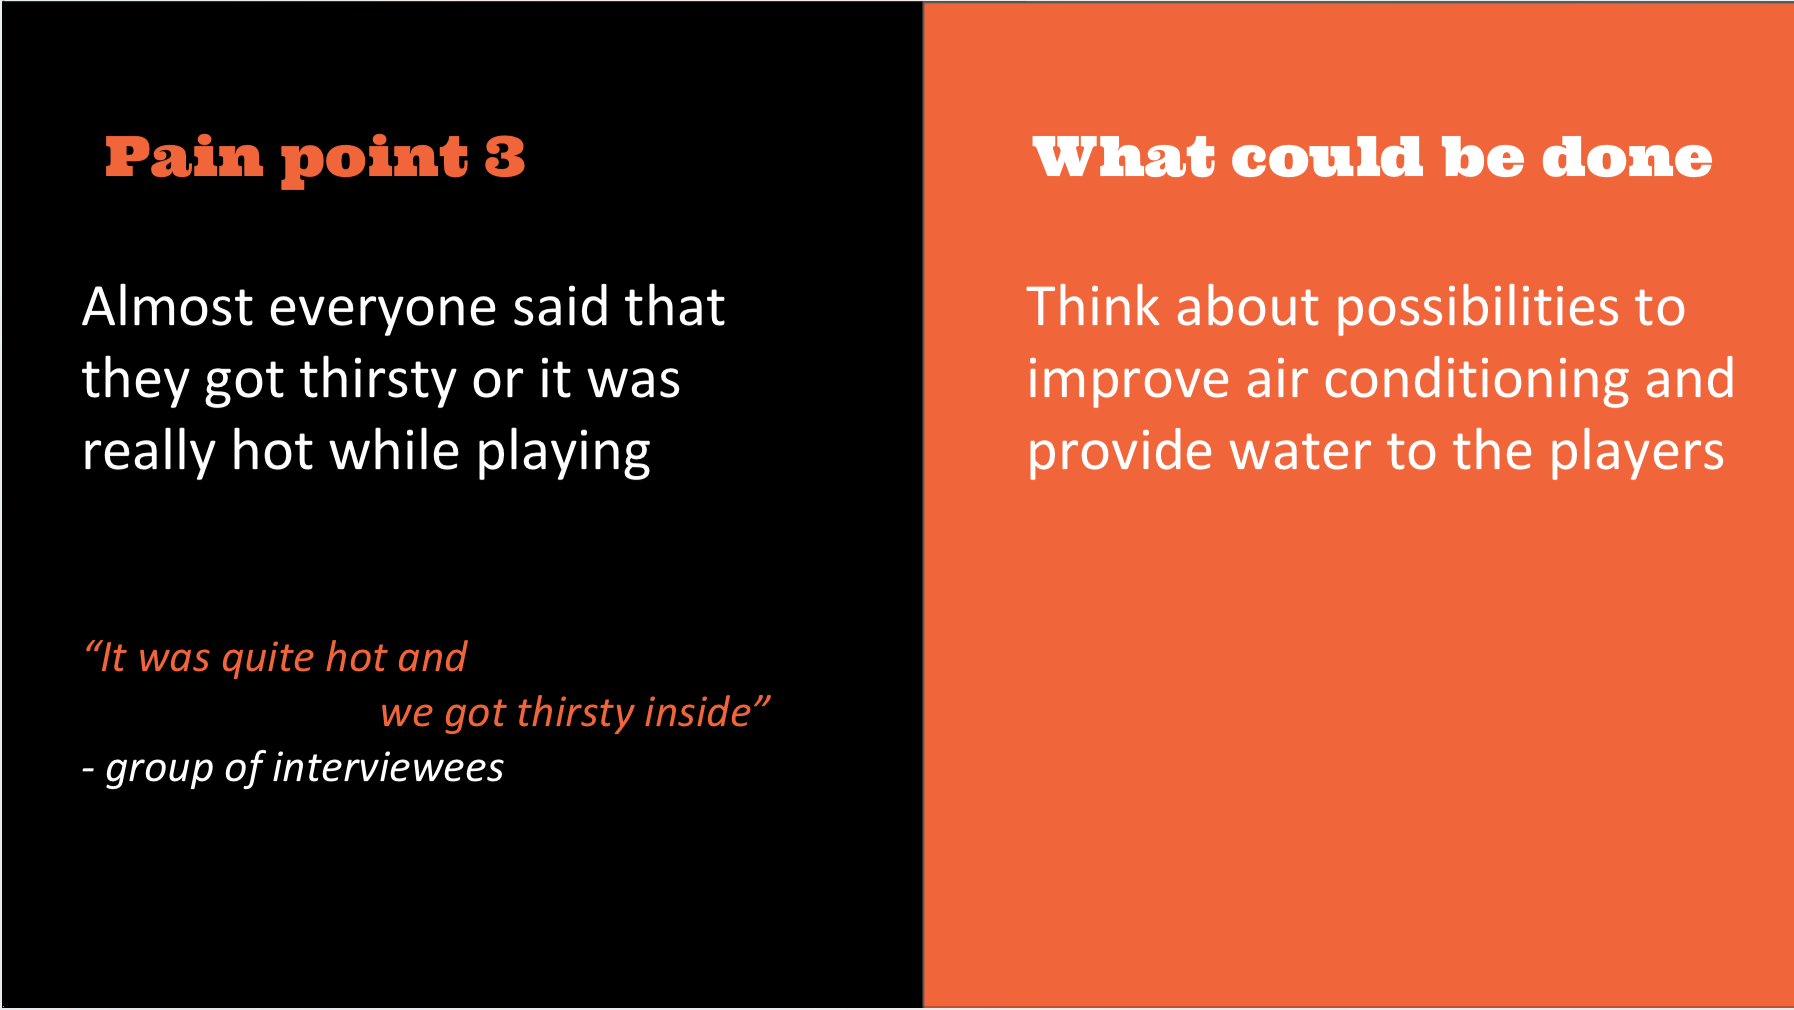 Pain point 3
Almost everyone said that
they got thirsty or it was
really hot while playing
“It was quite hot and
we got thirsty inside”
- group of interviewees
What could be done
Think about possibilities to
improve air conditioning and
provide water to the players